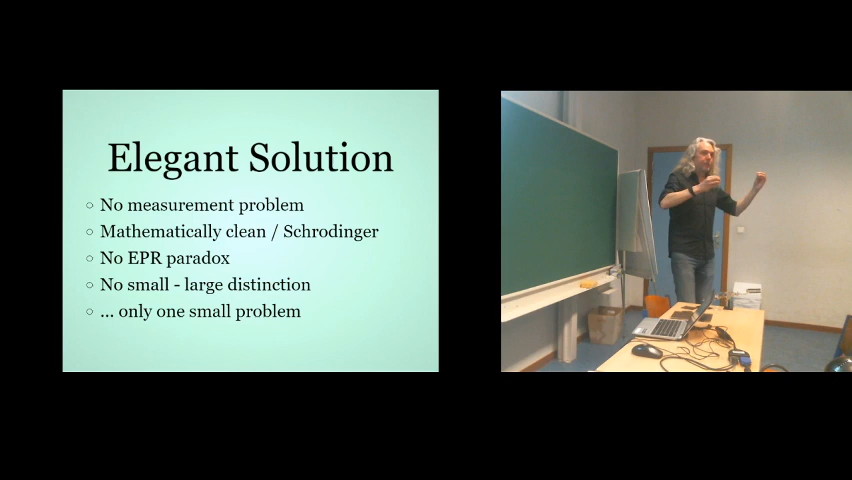 Elegant Solution
No measurement problem
Mathematically clean / Schrodinger
No EPR paradox
No small - large distinction
... only one small problem